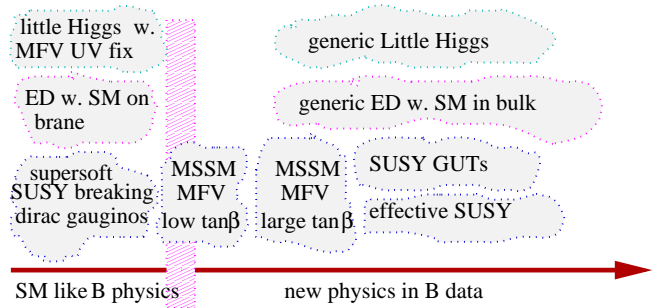 little Higgs w.
MFV UV fix
generic Little Higgs
ED w. SM on
brane
generic ED w. SM in bulk
supersoft
SUSY breaking
dirac gauginos
MSSM
MFV
low tanβ
MSSM
MFV
large tanβ
SUSY GUTs
effective SUSY
SM like B physics
new physics in B data